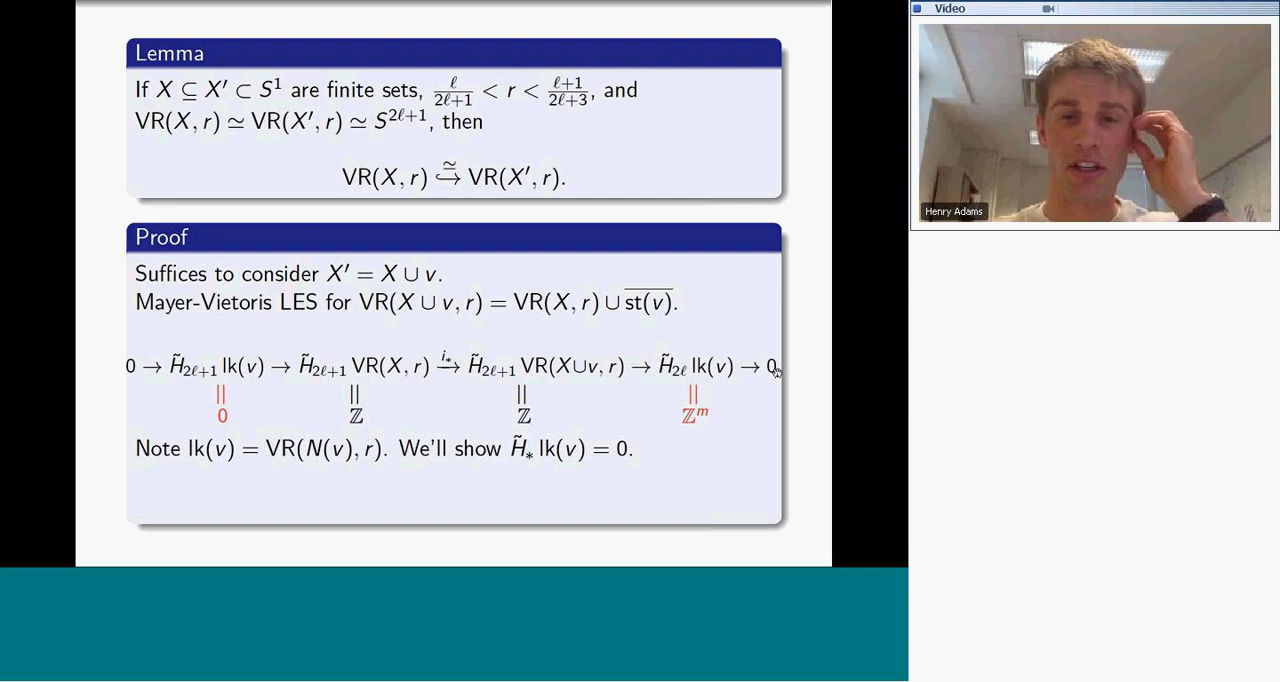 Lemma
If X ⊆ X′ ⊂ S¹ are finite sets, ℓ/(2ℓ+1) < r < (ℓ+1)/(2ℓ+3), and
VR(X, r) ≃ VR(X′, r) ≃ S^{2ℓ+1}, then
VR(X, r) ↪≃ VR(X′, r).
Proof
Suffices to consider X′ = X ∪ v.
Mayer-Vietoris LES for VR(X ∪ v, r) = VR(X, r) ∪ \overline{st(v)}.
0 → H̃_{2ℓ+1} lk(v) → H̃_{2ℓ+1} VR(X, r) →^{i_*} H̃_{2ℓ+1} VR(X∪v, r) → H̃_{2ℓ} lk(v) → 0
|| || || ||
0 ℤ ℤ ℤ^m
Note lk(v) = VR(N(v), r). We'll show H̃_* lk(v) = 0.
Video
Henry Adams